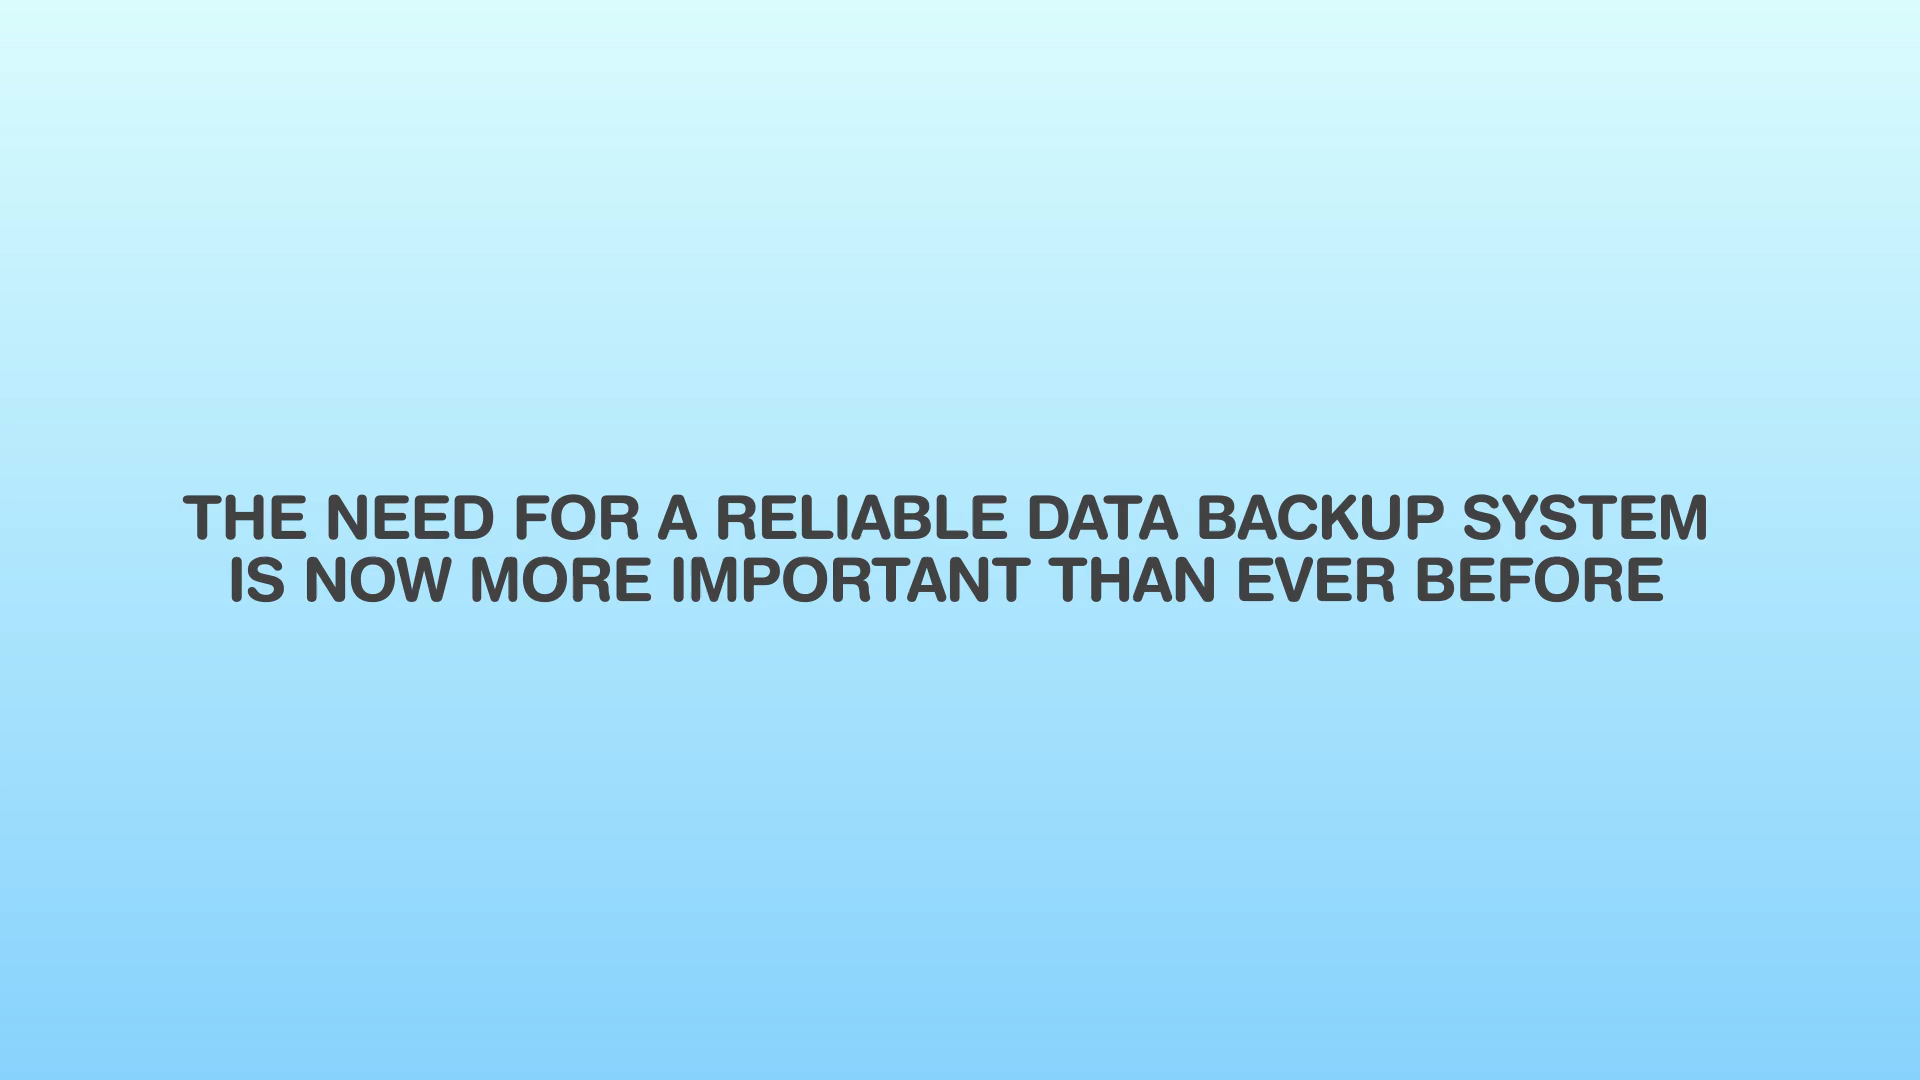 THE NEED FOR A RELIABLE DATA BACKUP SYSTEM
IS NOW MORE IMPORTANT THAN EVER BEFORE